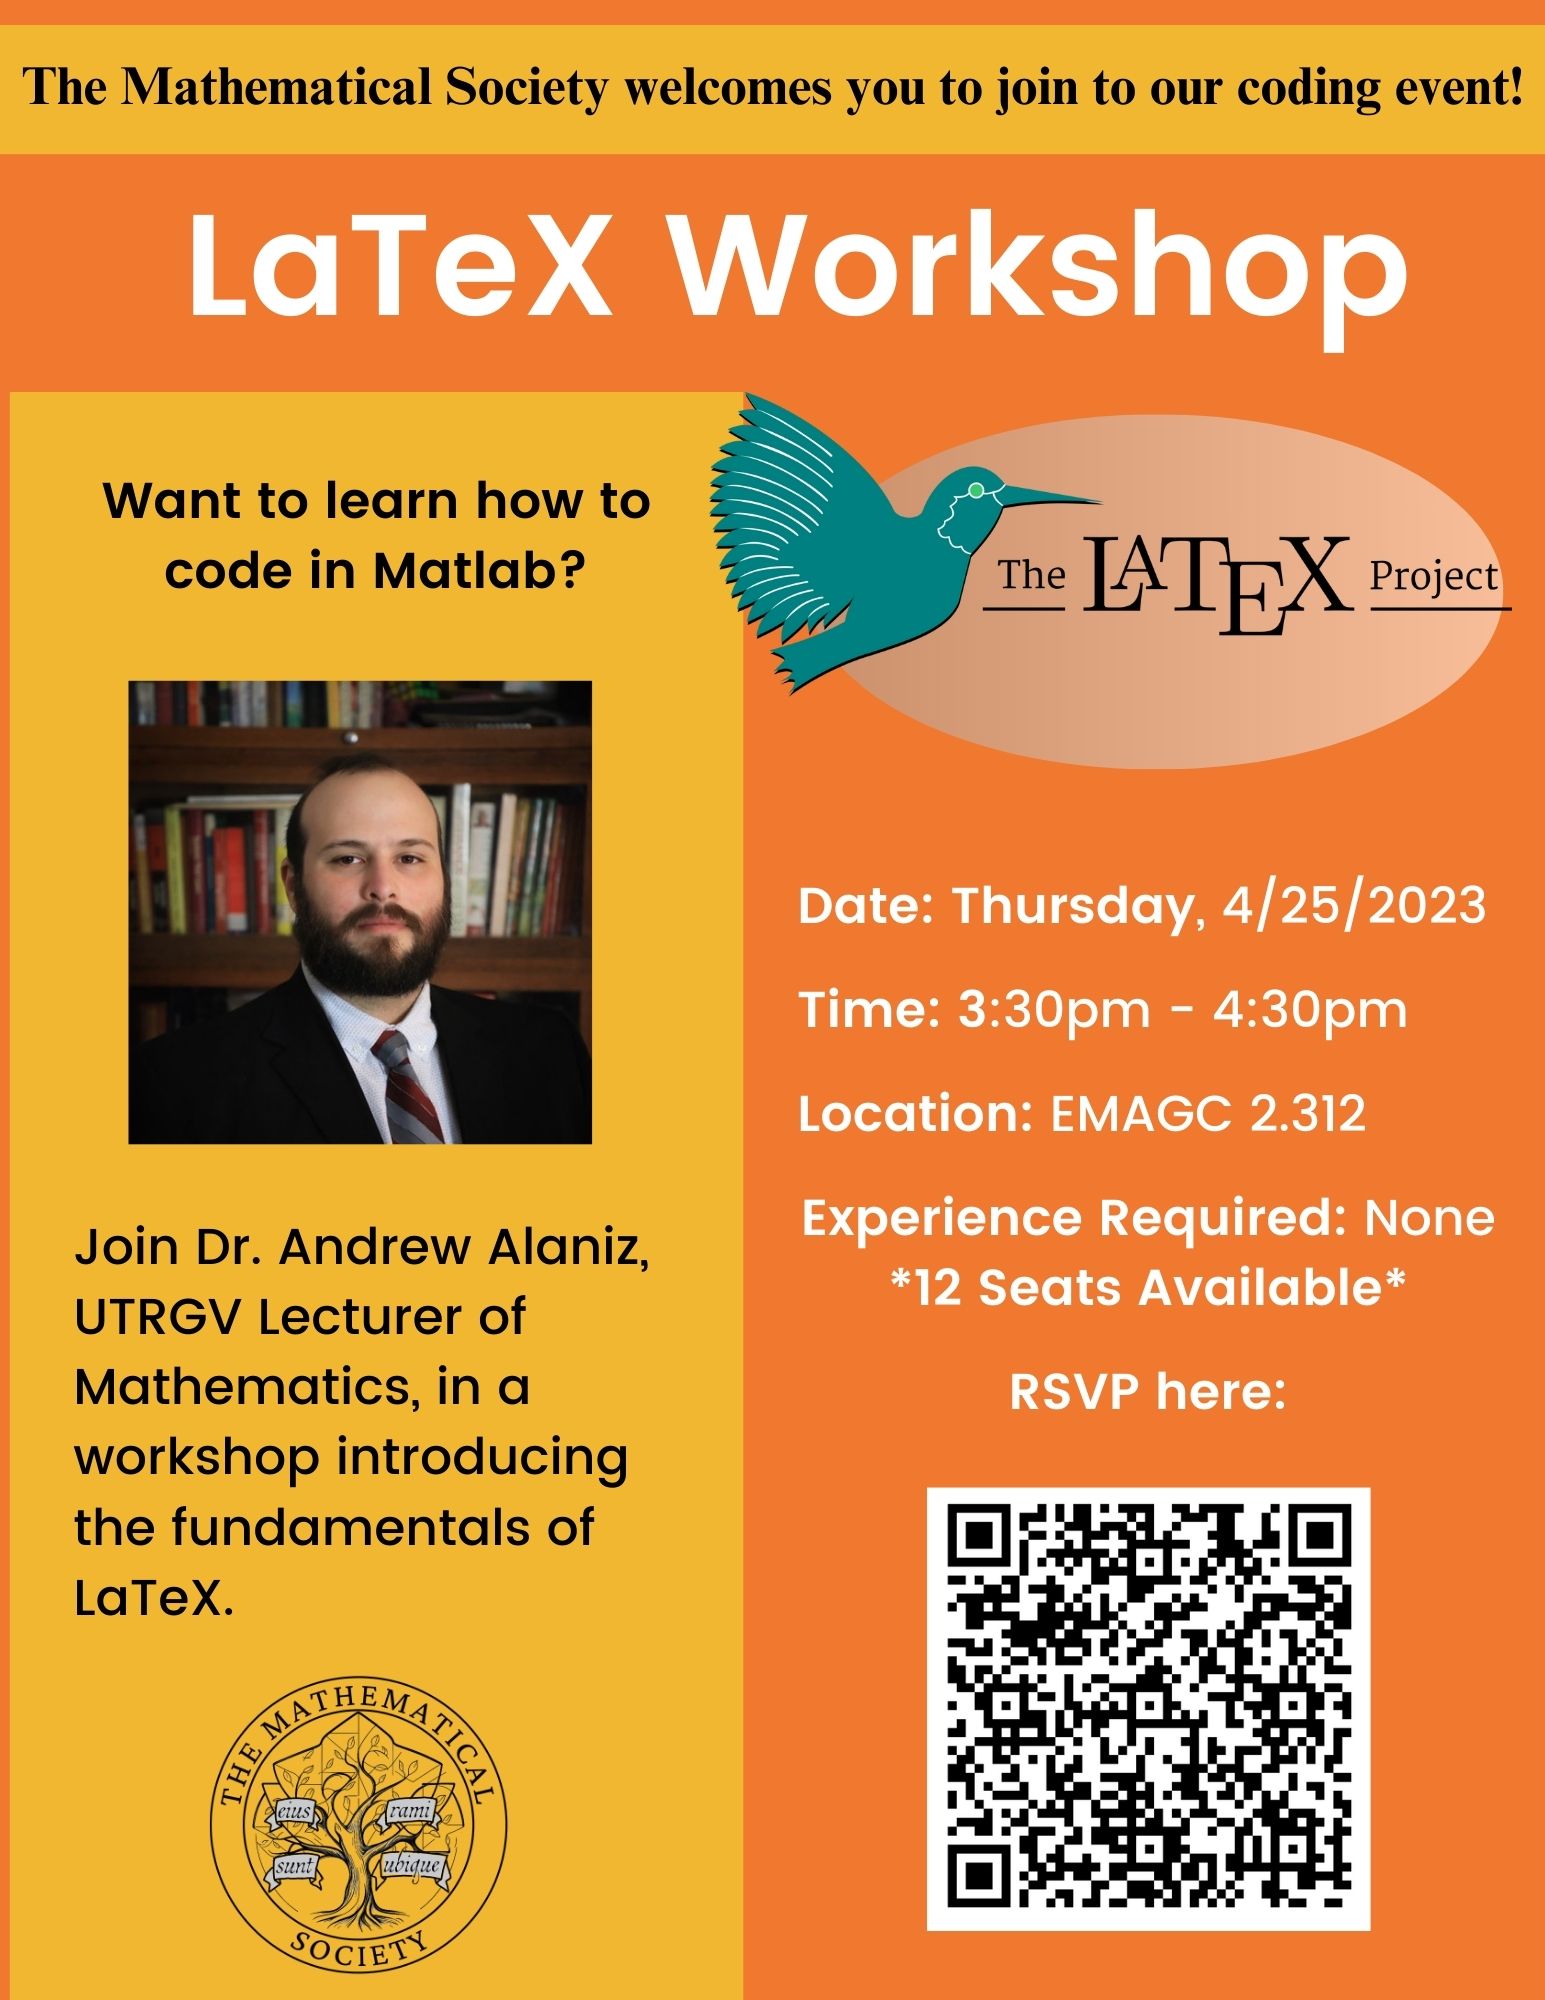 The Mathematical Society welcomes you to join to our coding event!
LaTeX Workshop
Want to learn how to
code in Matlab?
The LATEX Project
Join Dr. Andrew Alaniz,
UTRGV Lecturer of
Mathematics, in a
workshop introducing
the fundamentals of
LaTeX.
THE MATHEMATICAL
eius rami
sunt ubique
SOCIETY
Date: Thursday, 4/25/2023
Time: 3:30pm - 4:30pm
Location: EMAGC 2.312
Experience Required: None
*12 Seats Available*
RSVP here: